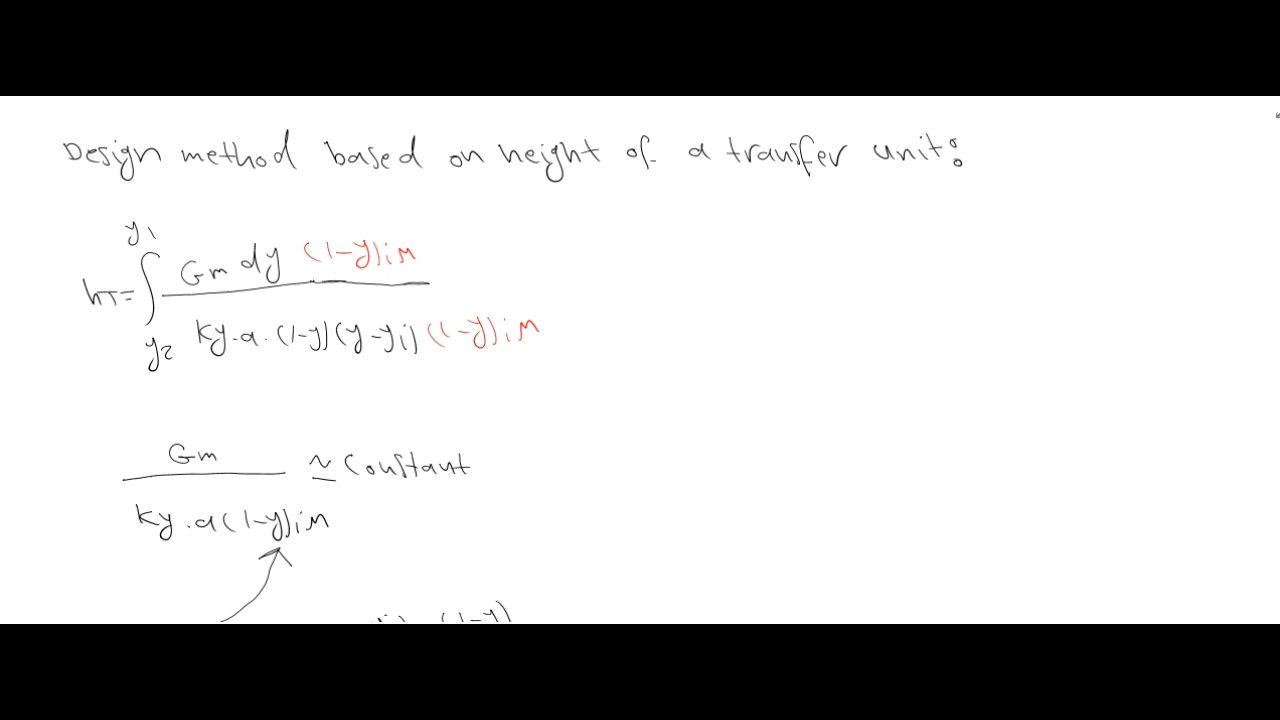 Design method based on height of a transfer unit:
y1
Gm dy (1-y)iM
hT= ∫
ky.a.(1-y)(y-yi)(1-y)iM
y2
Gm
≃ Constant
ky.a(1-y)iM
(1-y)